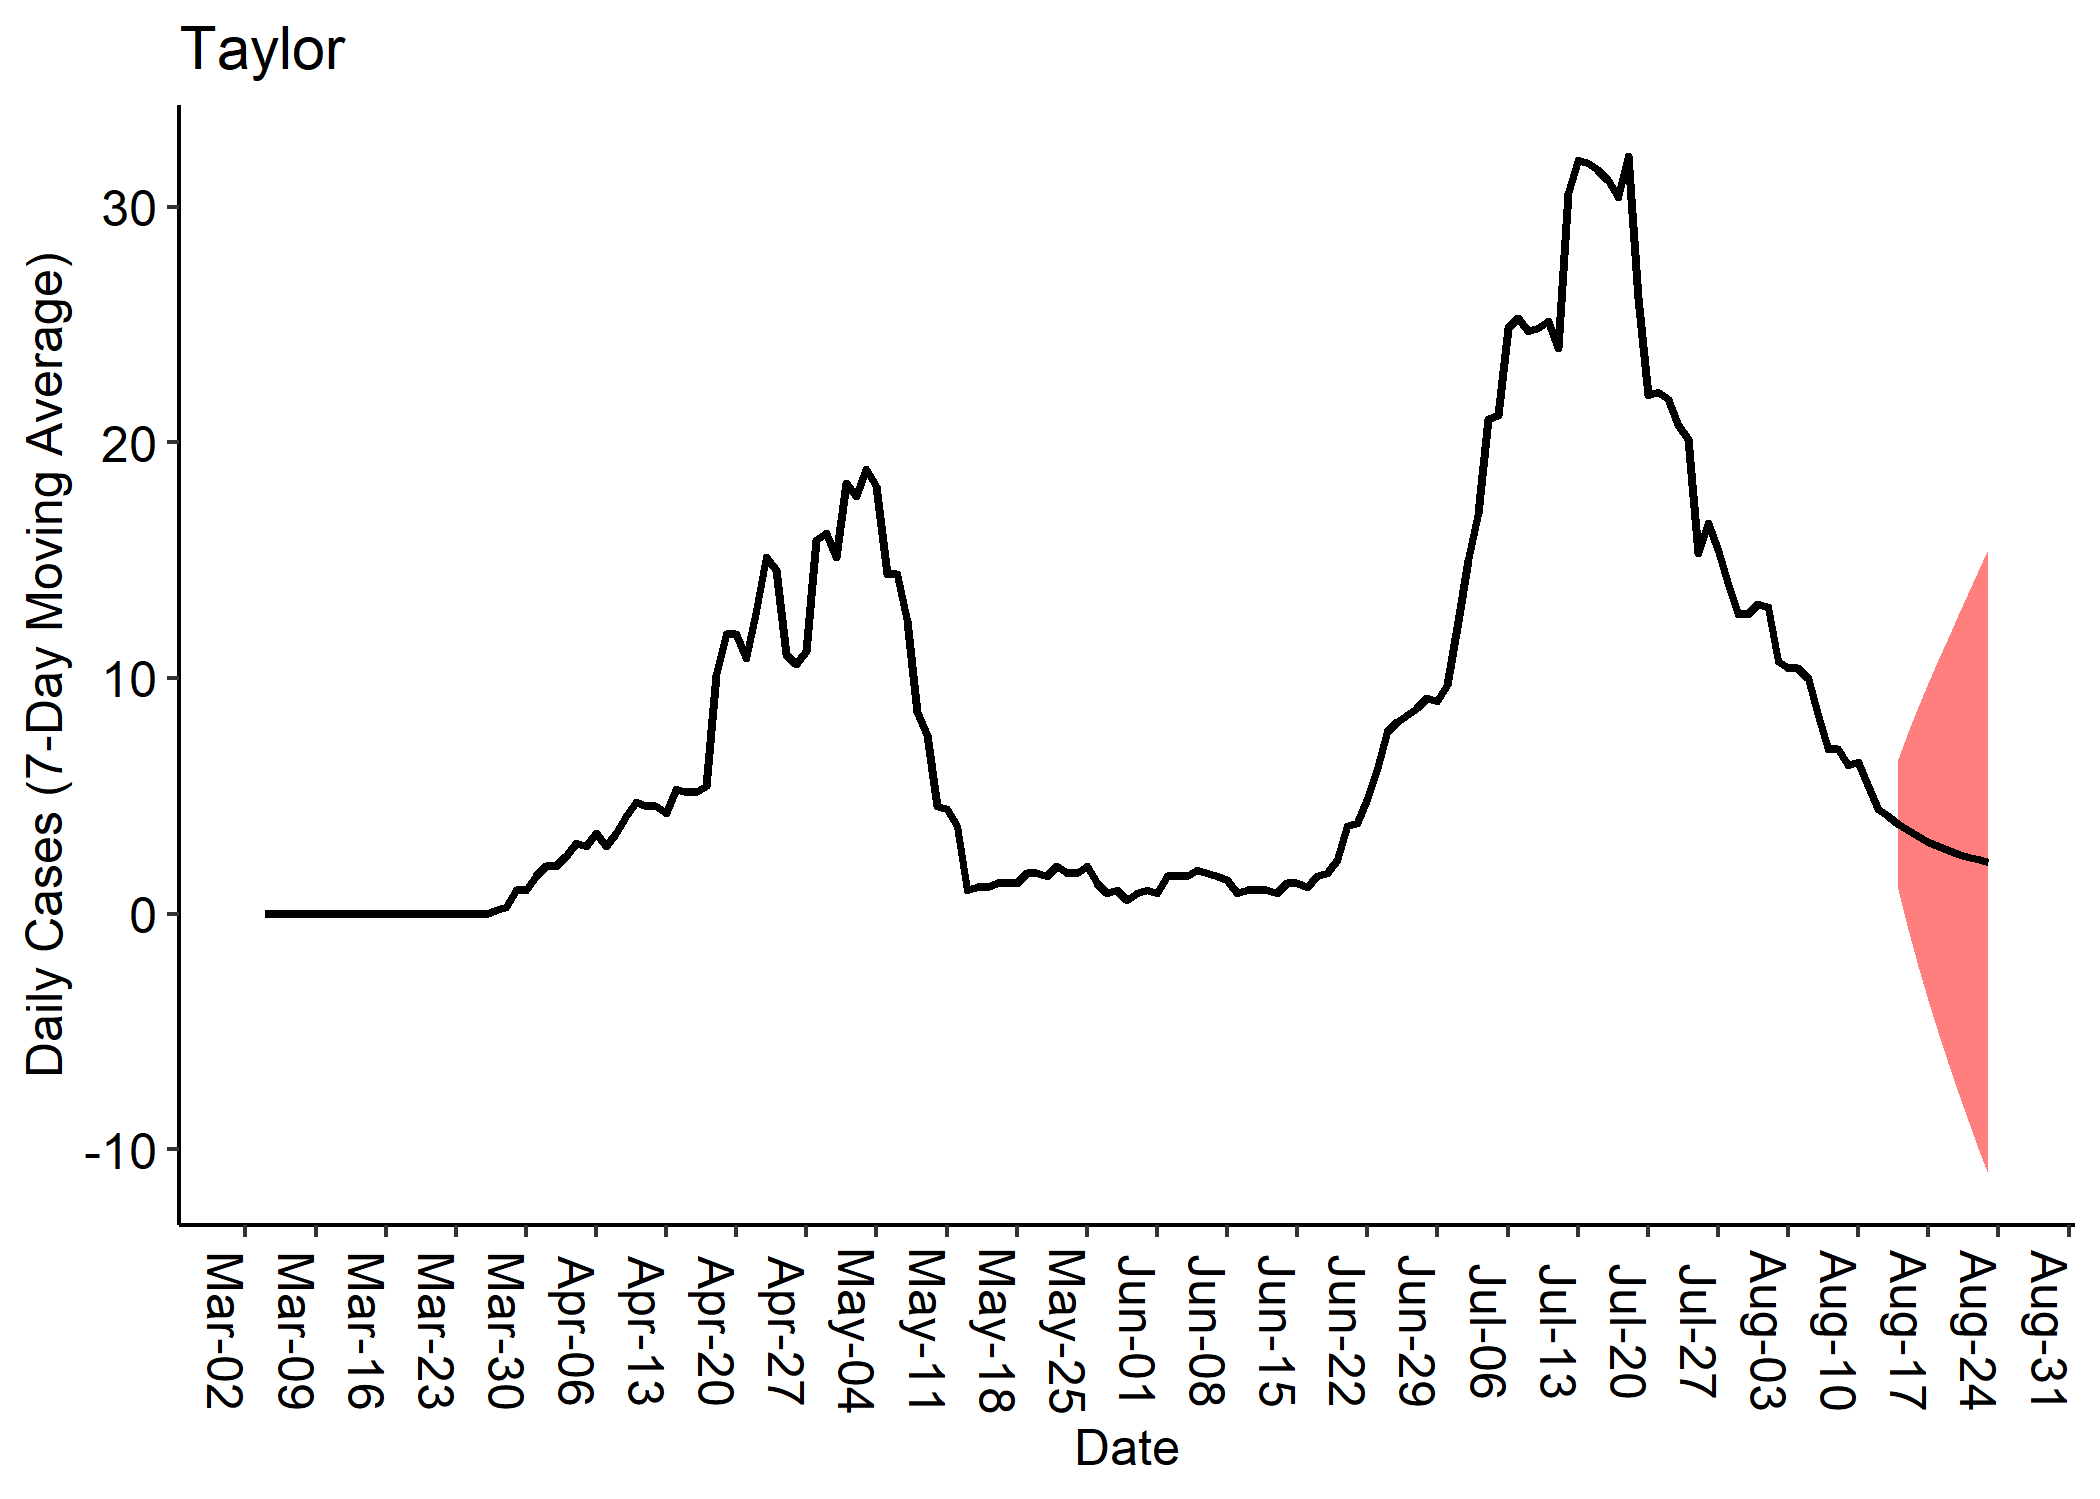 Taylor
Daily Cases (7-Day Moving Average)
30
20
10
0
-10
Mar-02
Mar-09
Mar-16
Mar-23
Mar-30
Apr-06
Apr-13
Apr-20
Apr-27
May-04
May-11
May-18
May-25
Jun-01
Jun-08
Jun-15
Jun-22
Jun-29
Jul-06
Jul-13
Jul-20
Jul-27
Aug-03
Aug-10
Aug-17
Aug-24
Aug-31
Date